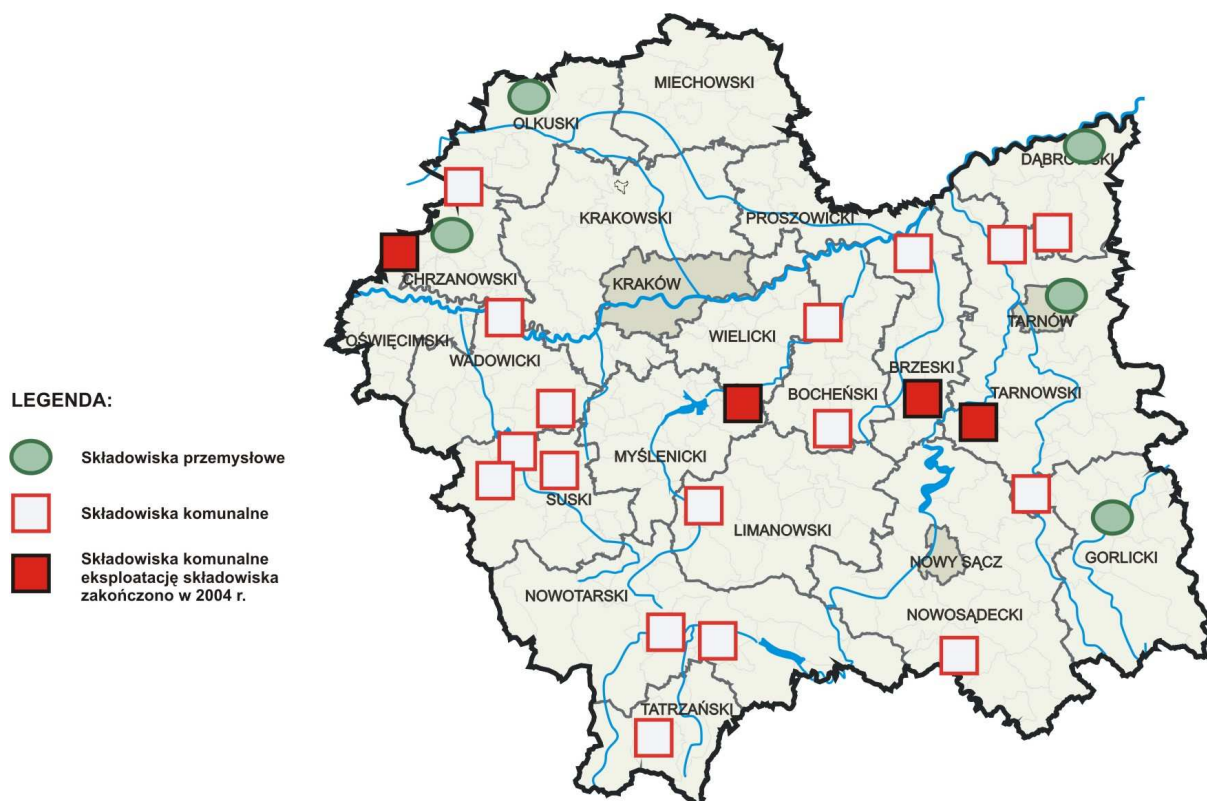 MIECHOWSKI
OLKUSKI
DĄBROWSKI
KRAKOWSKI
PROSZOWICKI
CHRZANOWSKI
KRAKÓW
TARNÓW
OŚWIĘCIMSKI
WADOWICKI
WIELICKI
BRZESKI
BOCHEŃSKI
TARNOWSKI
MYŚLENICKI
SUSKI
LIMANOWSKI
GORLICKI
NOWY SĄCZ
NOWOTARSKI
NOWOSĄDECKI
TATRZAŃSKI
LEGENDA:
Składowiska przemysłowe
Składowiska komunalne
Składowiska komunalne
eksploatację składowiska
zakończono w 2004 r.